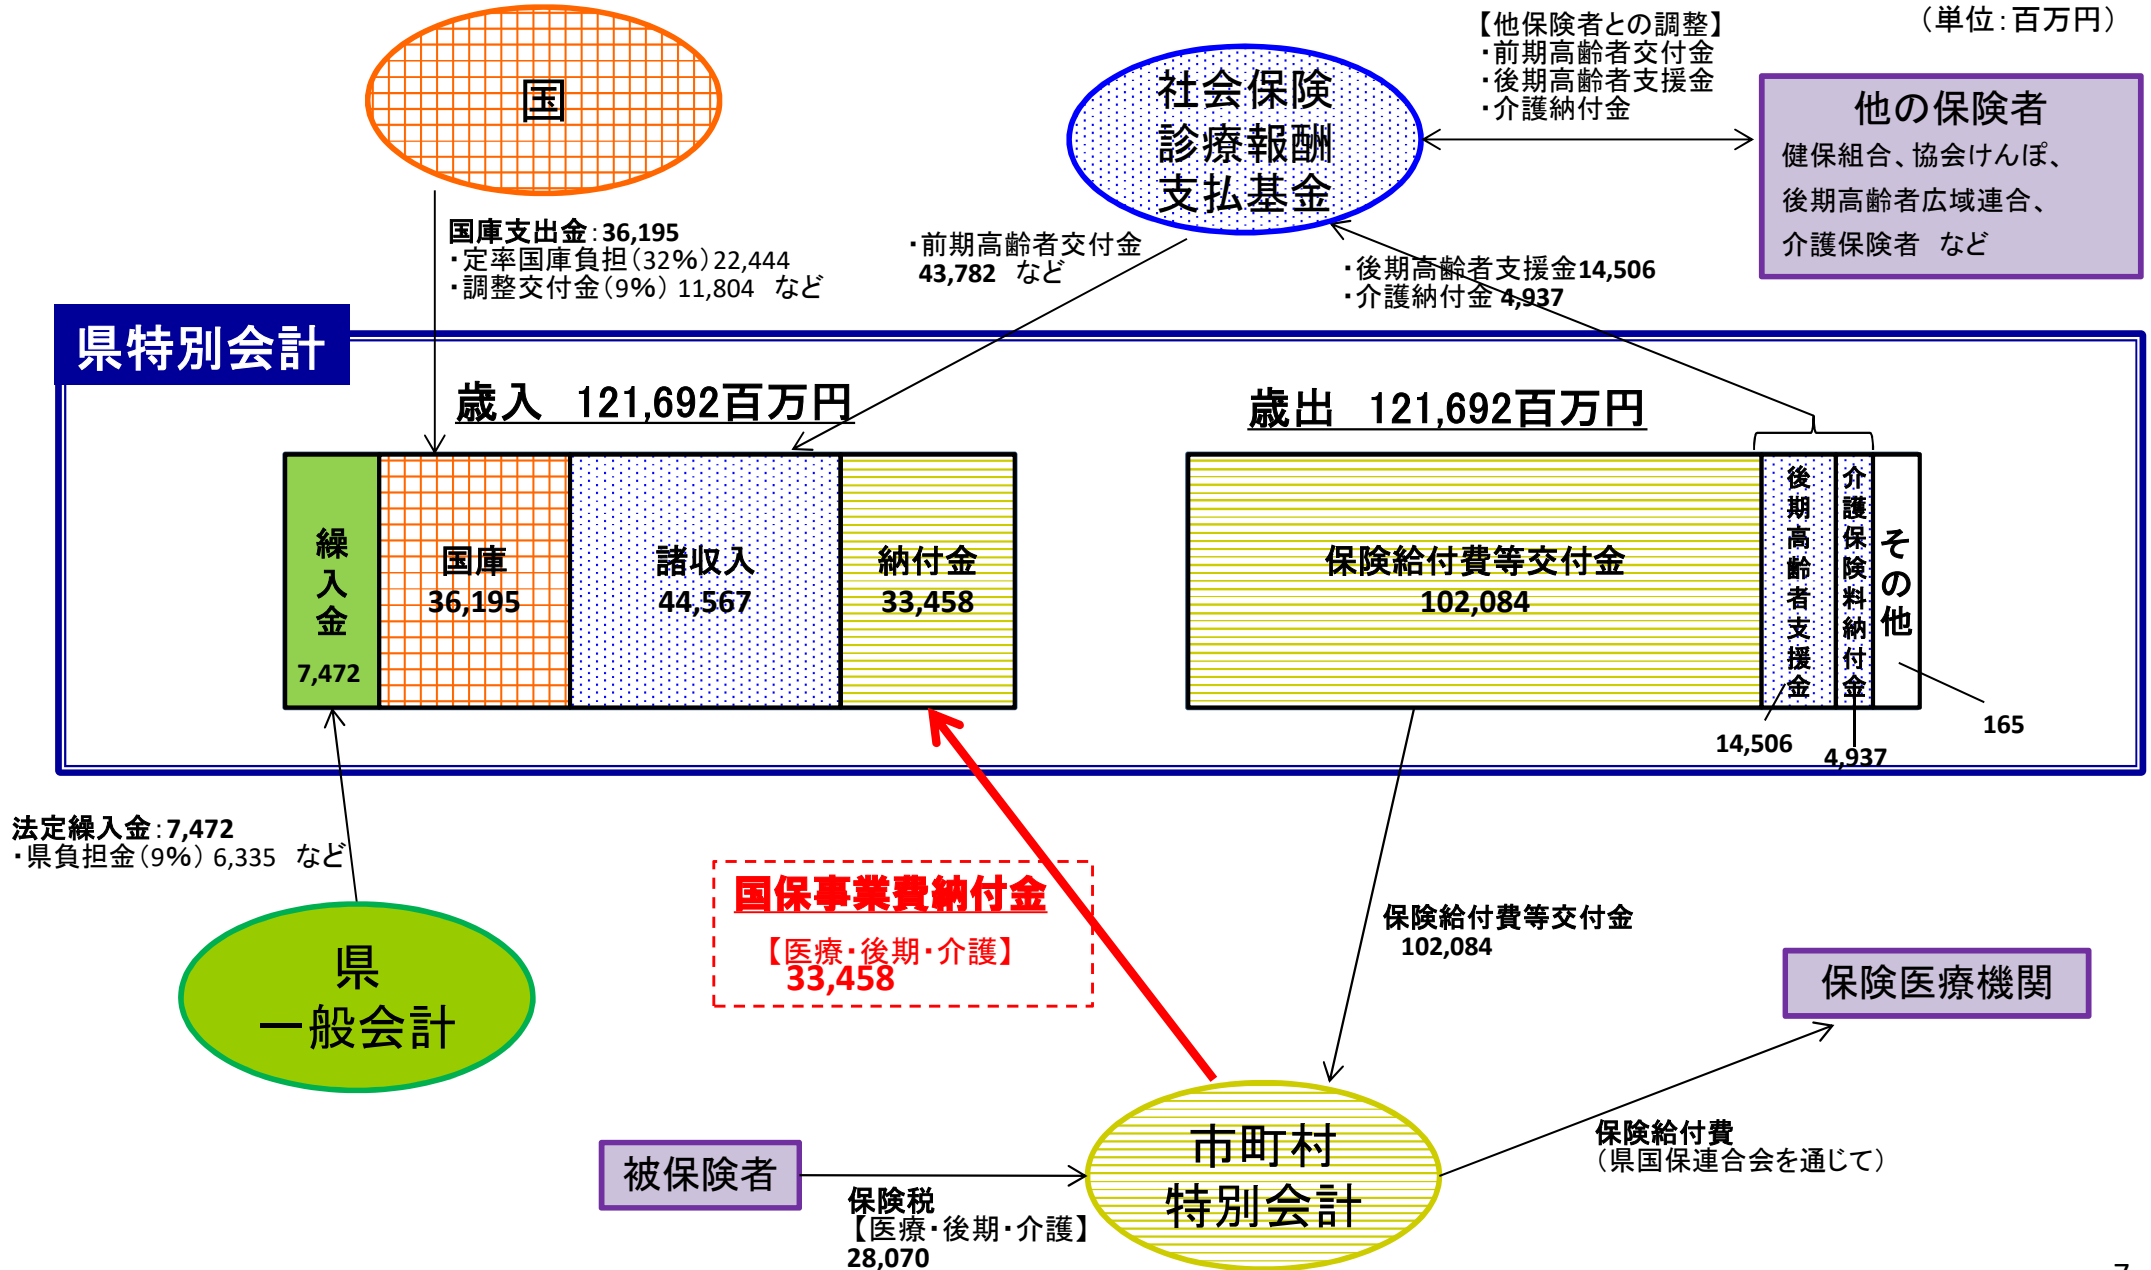 (単位:百万円)
国
社会保険
診療報酬
支払基金
【他保険者との調整】
・前期高齢者交付金
・後期高齢者支援金
・介護納付金
他の保険者
健保組合、協会けんぽ、
後期高齢者広域連合、
介護保険者 など
国庫支出金:36,195
・定率国庫負担(32%)22,444
・調整交付金(9%) 11,804 など
・前期高齢者交付金
43,782 など
・後期高齢者支援金14,506
・介護納付金 4,937
県特別会計
歳入 121,692百万円
歳出 121,692百万円
繰入金
7,472
国庫
36,195
諸収入
44,567
納付金
33,458
保険給付費等交付金
102,084
後期高齢者支援金
介護保険料納付金
その他
14,506
4,937
165
法定繰入金:7,472
・県負担金(9%) 6,335 など
県
一般会計
国保事業費納付金
【医療・後期・介護】
33,458
保険給付費等交付金
102,084
保険医療機関
保険給付費
(県国保連合会を通じて)
被保険者
保険税
【医療・後期・介護】
28,070
市町村
特別会計
7